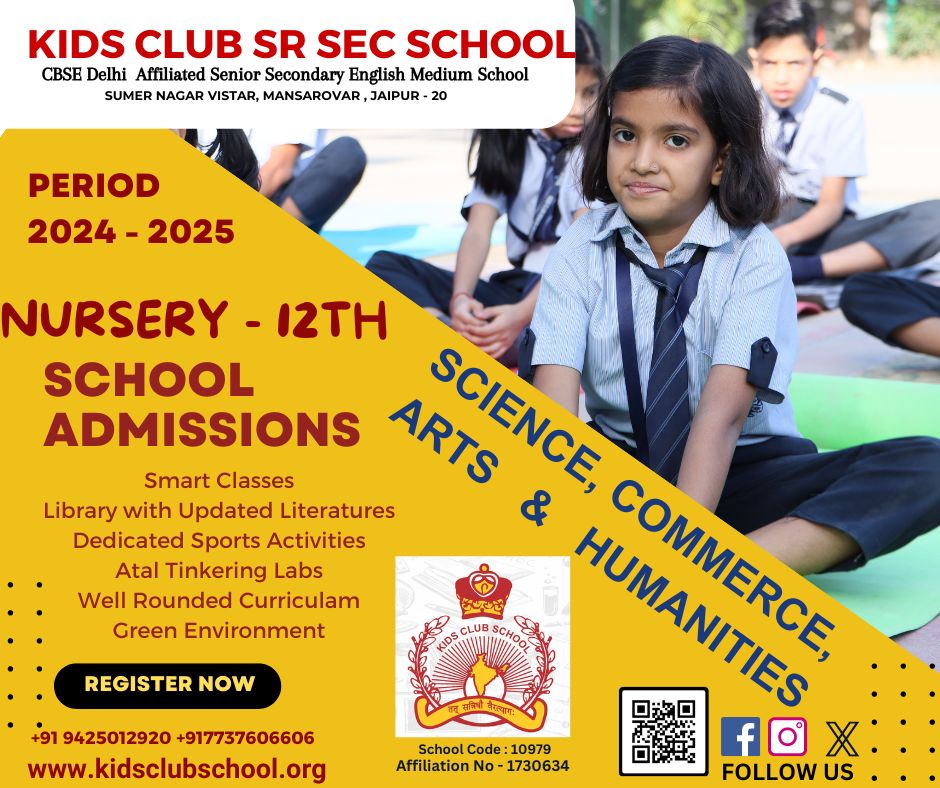 KIDS CLUB SR SEC SCHOOL
CBSE Delhi Affiliated Senior Secondary English Medium School
SUMER NAGAR VISTAR, MANSAROVAR , JAIPUR - 20
PERIOD
2024 - 2025
NURSERY - 12TH
SCHOOL
ADMISSIONS
SCIENCE, COMMERCE,
ARTS & HUMANITIES
Smart Classes
Library with Updated Literatures
Dedicated Sports Activities
Atal Tinkering Labs
Well Rounded Curriculam
Green Environment
REGISTER NOW
+91 9425012920 +917737606606
www.kidsclubschool.org
KIDS CLUB SCHOOL
तत् सन्निधौ वैरत्यागः
School Code : 10979
Affiliation No - 1730634
FOLLOW US